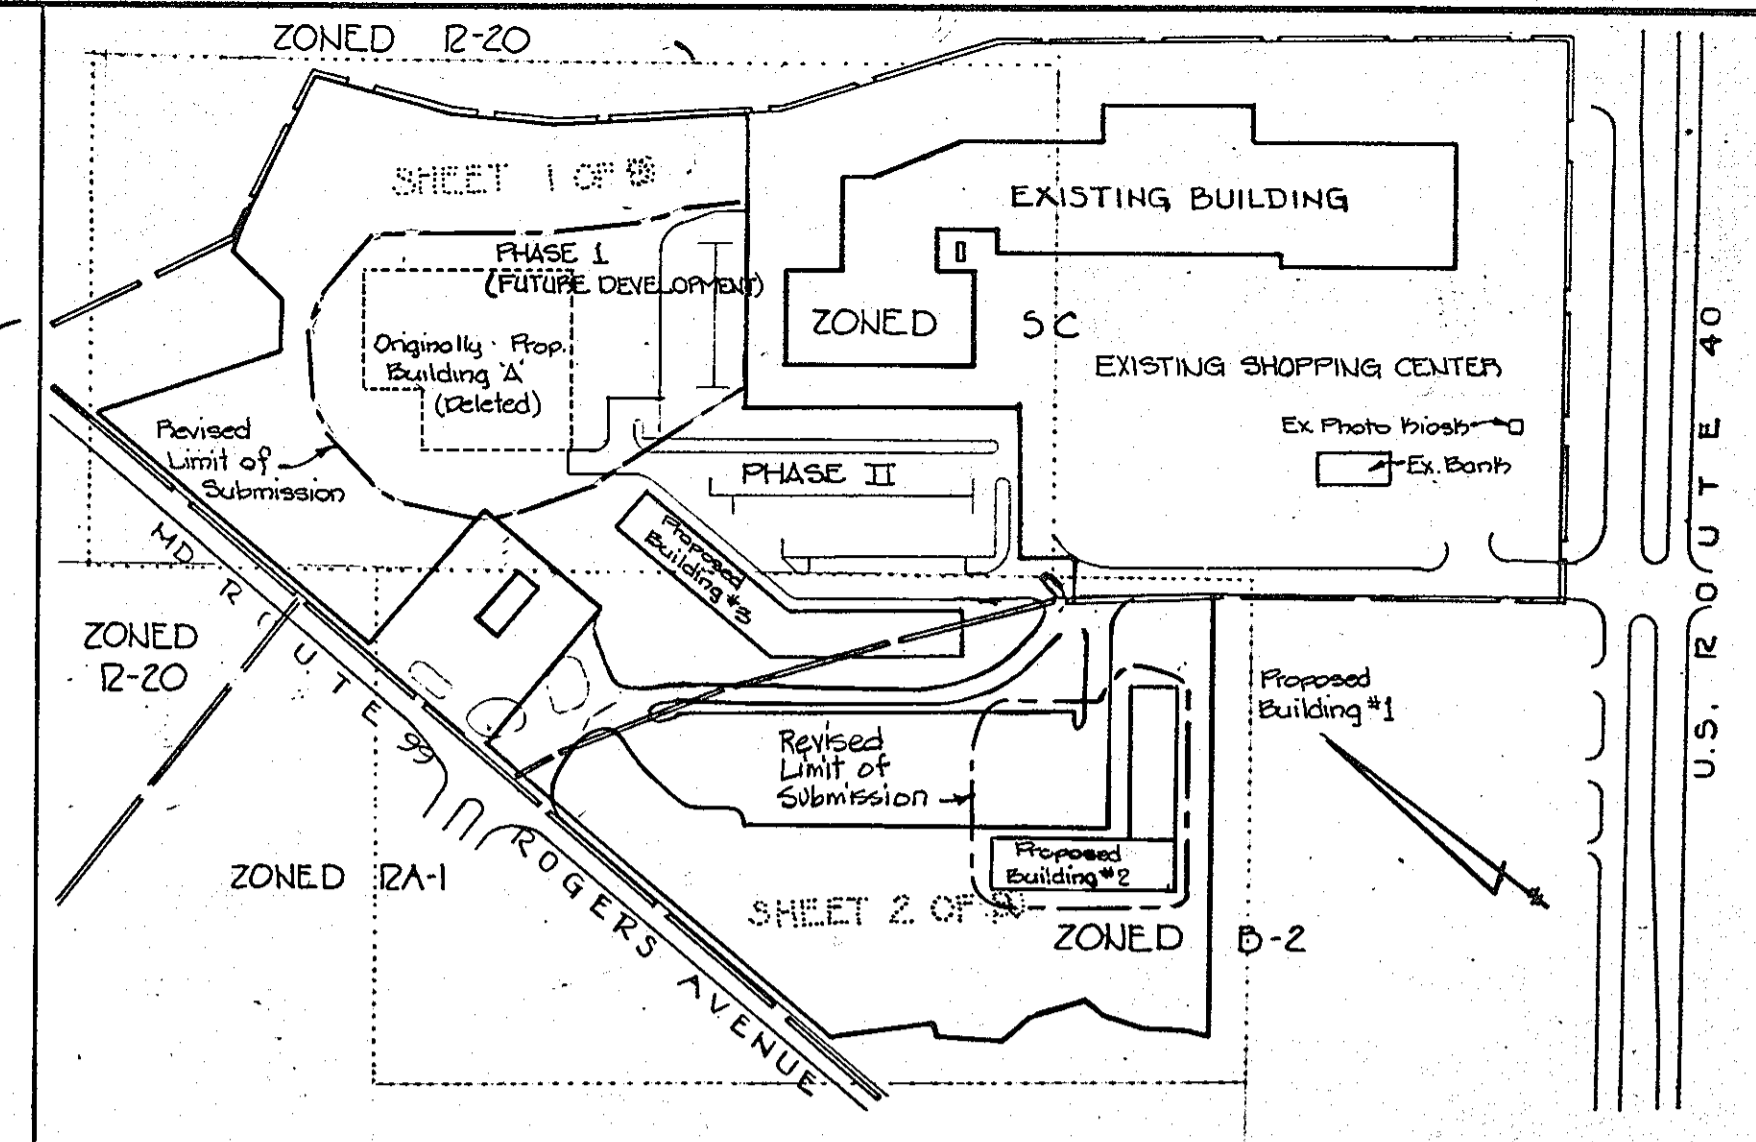 ZONED R-20
SHEET 1 OF
PHASE 1
(FUTURE DEVELOPMENT)
EXISTING BUILDING
Originally Prop.
Building 'A'
(Deleted)
ZONED SC
EXISTING SHOPPING CENTER
Revised
Limit of
Submission
Ex Photo Kiosk
Ex. Bank
PHASE II
Proposed
Building #3
MD ROUTE 99
ZONED
R-20
Proposed
Building #1
Revised
Limit of
Submission
Proposed
Building #2
ZONED RA-1
ROGERS AVENUE
SHEET 2 OF
ZONED B-2
U.S. ROUTE 40